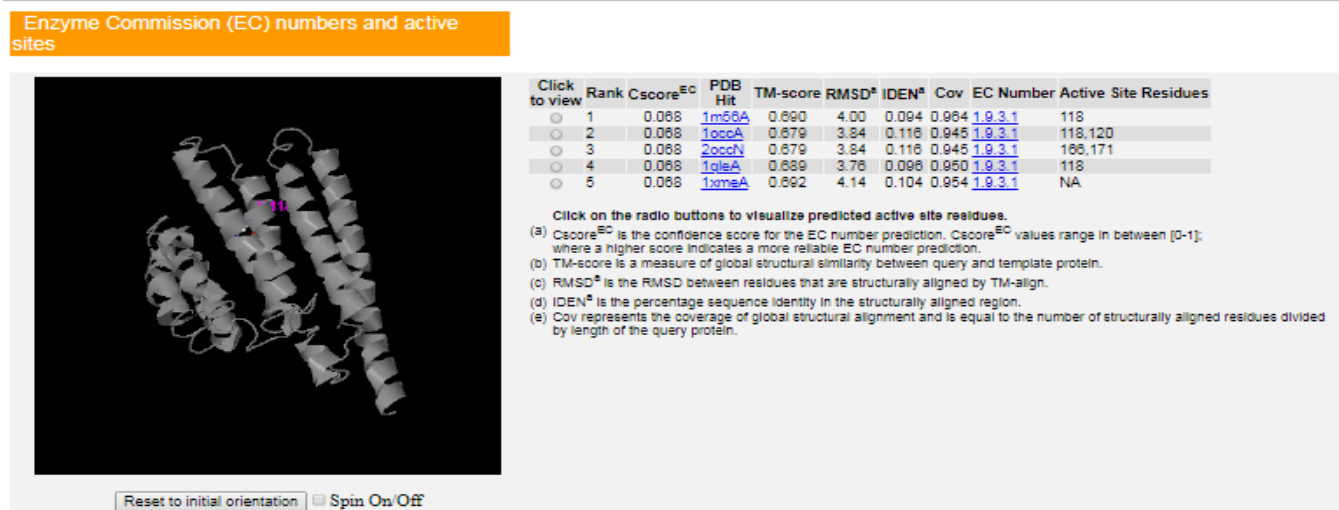 Enzyme Commission (EC) numbers and active
sites
Click to view Rank Cscore^EC PDB Hit TM-score RMSD^a IDEN^a Cov EC Number Active Site Residues
1 0.068 1m56A 0.690 4.00 0.094 0.964 1.9.3.1 118
2 0.068 1occA 0.679 3.84 0.116 0.945 1.9.3.1 118,120
3 0.068 2occN 0.679 3.84 0.116 0.945 1.9.3.1 166,171
4 0.068 1qleA 0.689 3.76 0.096 0.950 1.9.3.1 118
5 0.068 1xmeA 0.692 4.14 0.104 0.954 1.9.3.1 NA
Click on the radio buttons to visualize predicted active site residues.
(a) Cscore^EC is the confidence score for the EC number prediction. Cscore^EC values range in between [0-1];
where a higher score indicates a more reliable EC number prediction.
(b) TM-score is a measure of global structural similarity between query and template protein.
(c) RMSD^a is the RMSD between residues that are structurally aligned by TM-align.
(d) IDEN^a is the percentage sequence identity in the structurally aligned region.
(e) Cov represents the coverage of global structural alignment and is equal to the number of structurally aligned residues divided
by length of the query protein.
Reset to initial orientation Spin On/Off